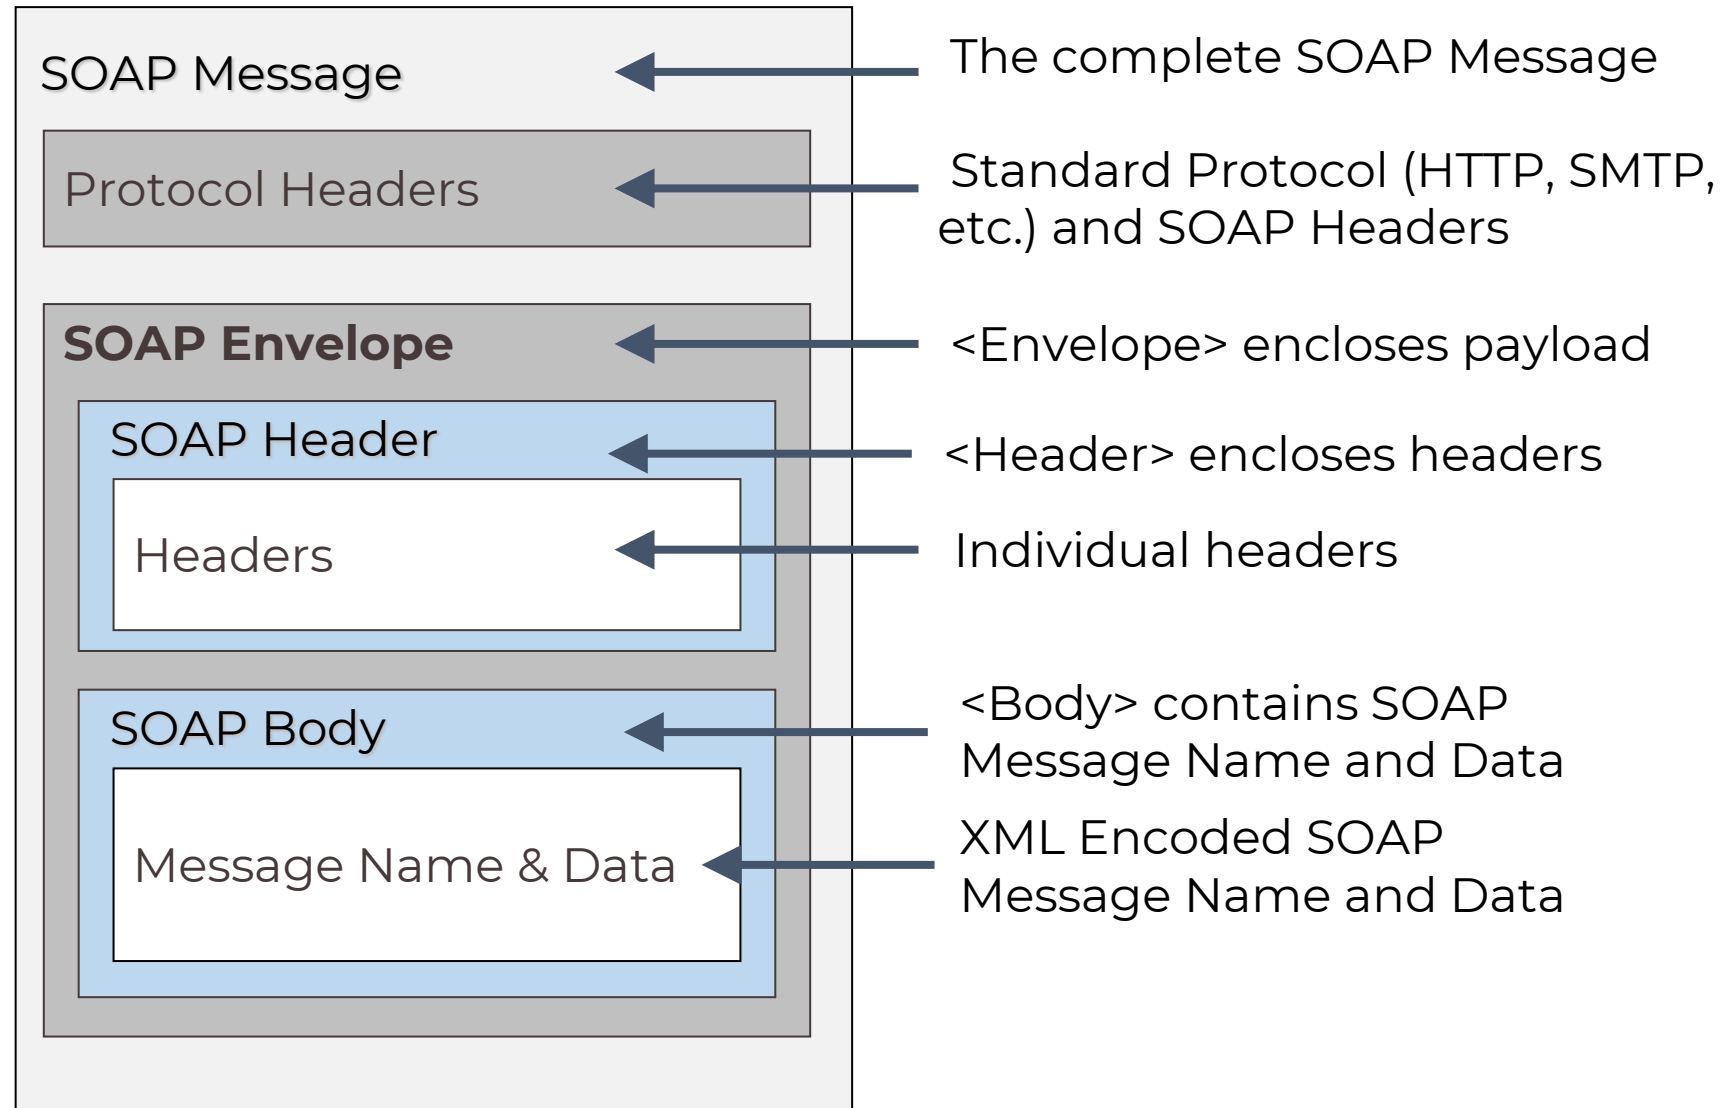 SOAP Message
The complete SOAP Message
Protocol Headers
Standard Protocol (HTTP, SMTP,
etc.) and SOAP Headers
SOAP Envelope
<Envelope> encloses payload
SOAP Header
<Header> encloses headers
Headers
Individual headers
SOAP Body
<Body> contains SOAP
Message Name and Data
Message Name & Data
XML Encoded SOAP
Message Name and Data